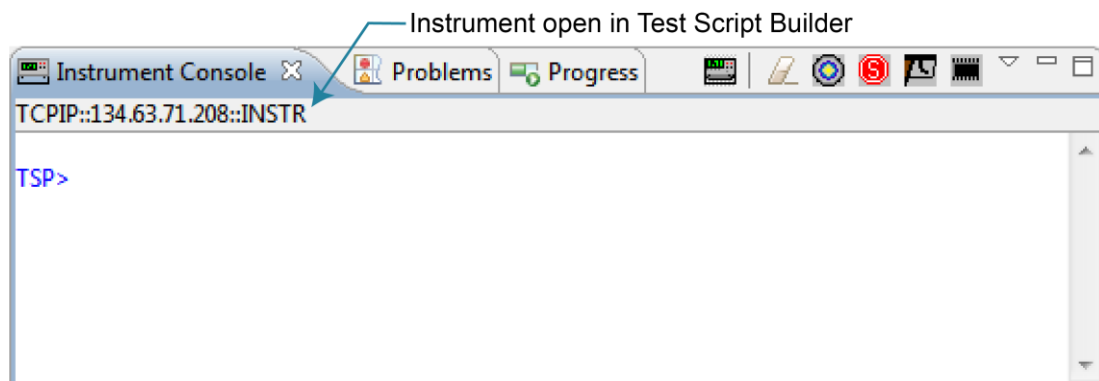 Instrument open in Test Script Builder
Instrument Console Problems Progress
TCPIP::134.63.71.208::INSTR
TSP>